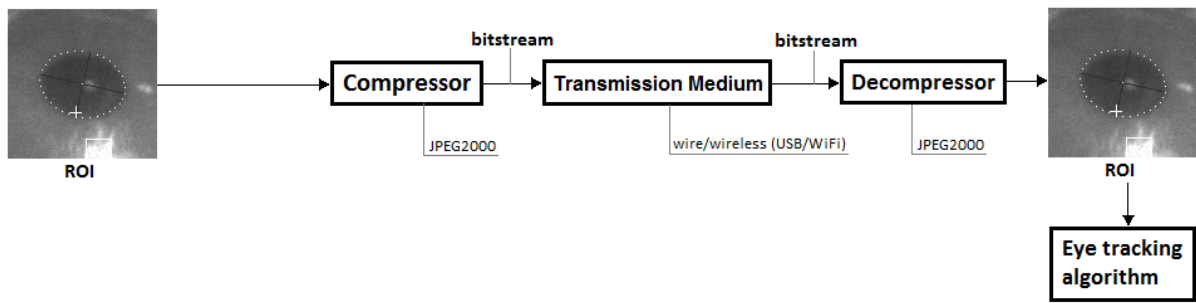 bitstream
bitstream
Compressor
Transmission Medium
Decompressor
JPEG2000
wire/wireless (USB/WiFi)
JPEG2000
ROI
ROI
Eye tracking
algorithm